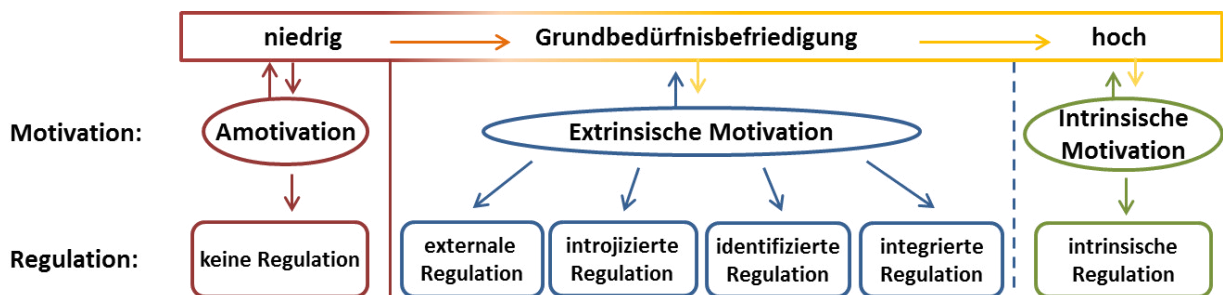 niedrig Grundbedürfnisbefriedigung hoch
Motivation: Amotivation Extrinsische Motivation Intrinsische
Motivation
Regulation: keine Regulation
externale
Regulation
introjizierte
Regulation
identifizierte
Regulation
integrierte
Regulation
intrinsische
Regulation